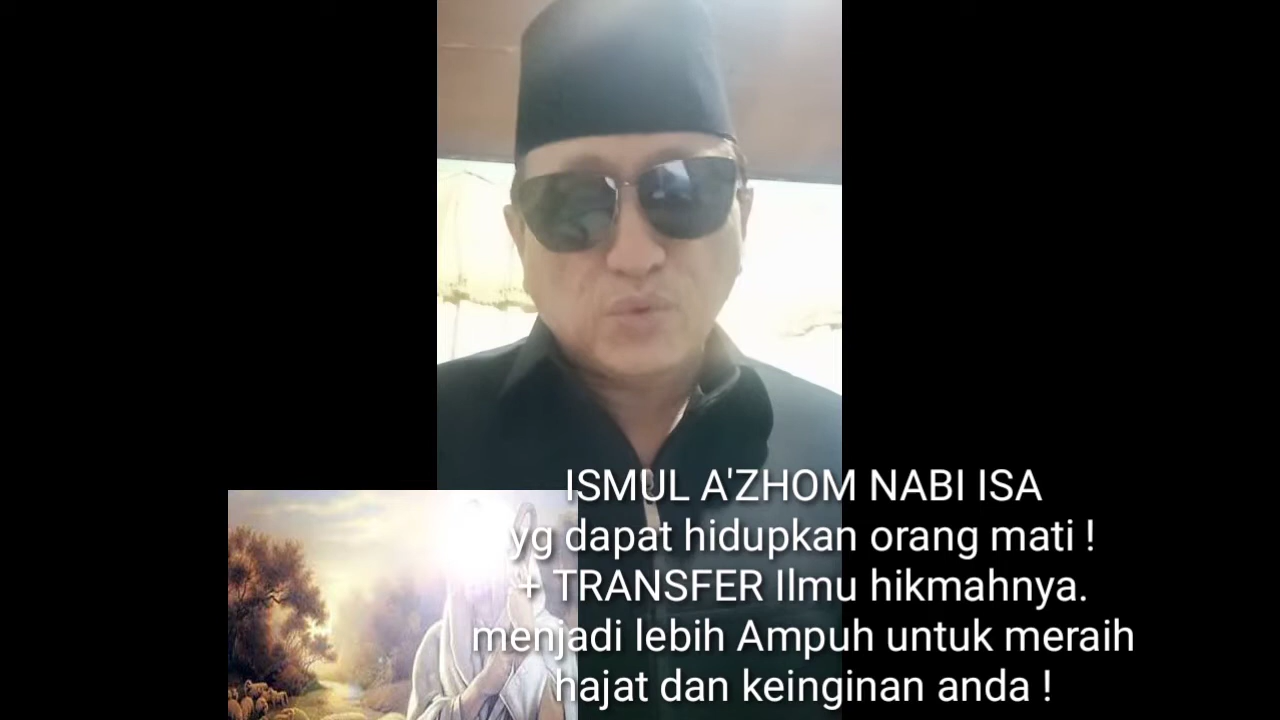 ISMUL A'ZHOM NABI ISA
yg dapat hidupkan orang mati !
+ TRANSFER Ilmu hikmahnya.
menjadi lebih Ampuh untuk meraih
hajat dan keinginan anda !